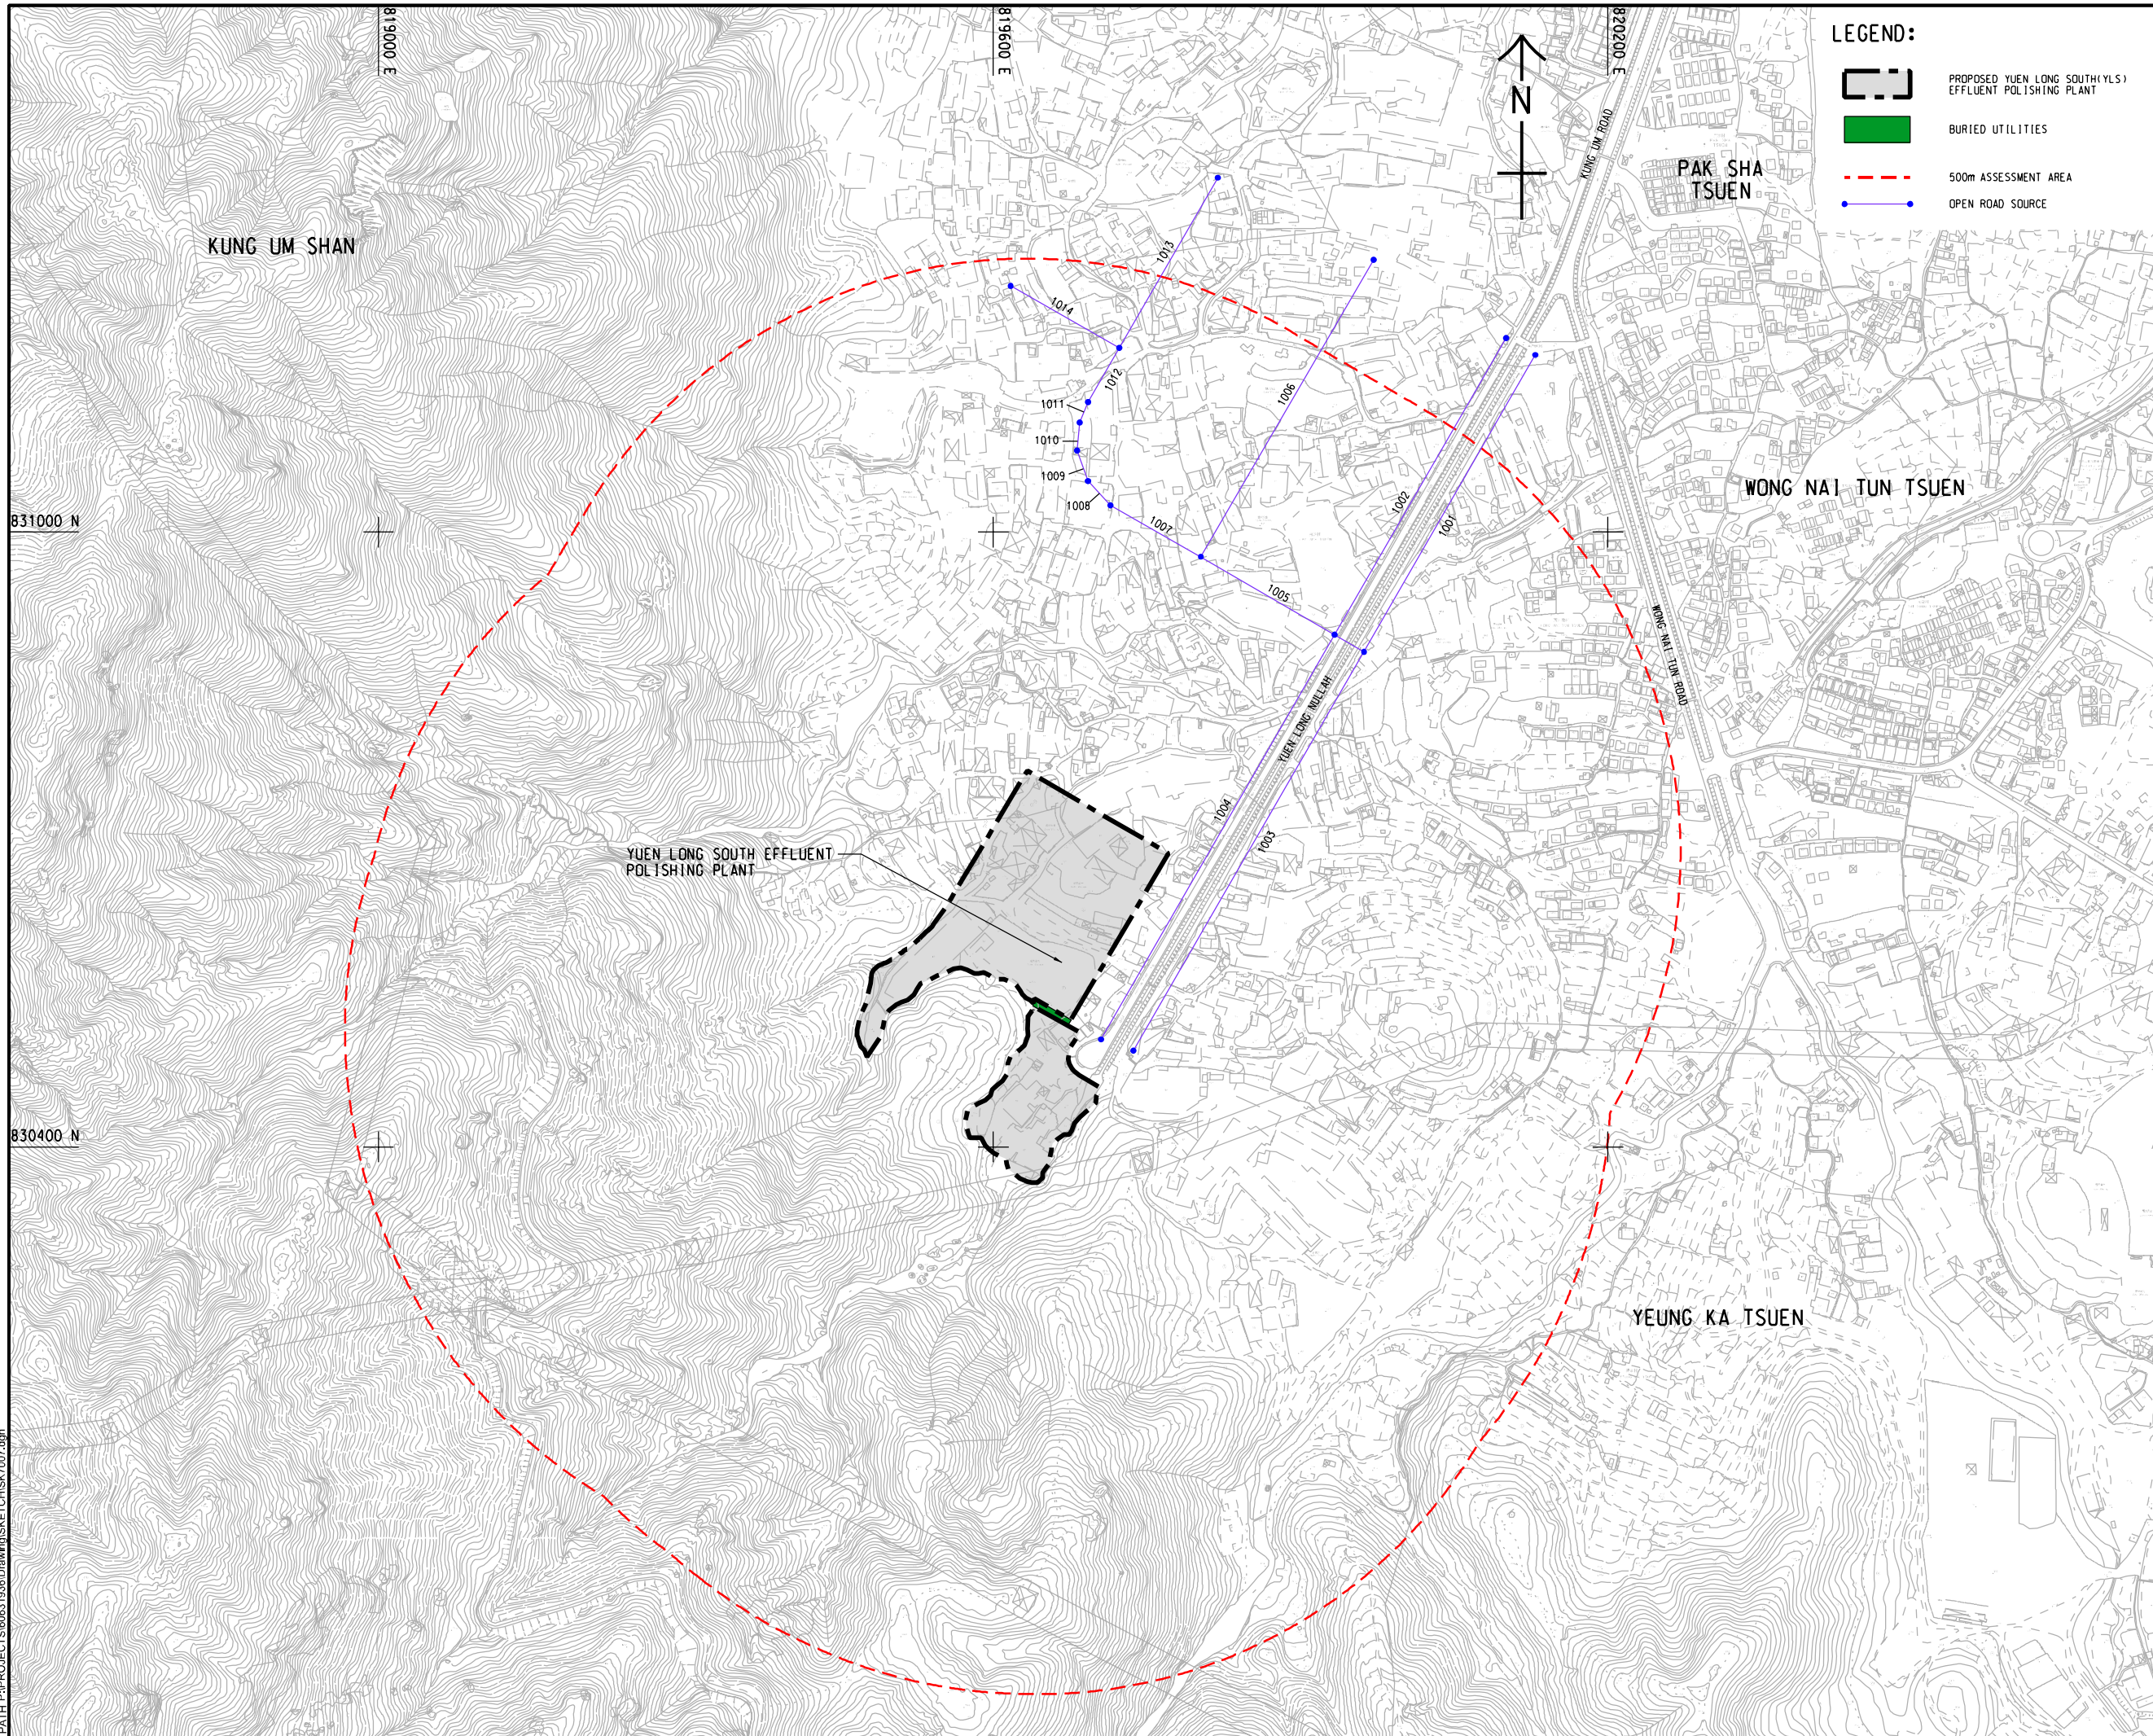 819000 E
819600 E
820200 E
LEGEND:
PROPOSED YUEN LONG SOUTH(YLS)
EFFLUENT POLISHING PLANT
BURIED UTILITIES
500m ASSESSMENT AREA
OPEN ROAD SOURCE
N
KUNG UM ROAD
PAK SHA
TSUEN
KUNG UM SHAN
1013
1014
1012
1011
1010
1009
1008
1007
1006
1005
1002
1001
WONG NAI TUN TSUEN
831000 N
WONG NAI TUN ROAD
YUEN LONG NULLAH
1004
1003
YUEN LONG SOUTH EFFLUENT
POLISHING PLANT
830400 N
YEUNG KA TSUEN